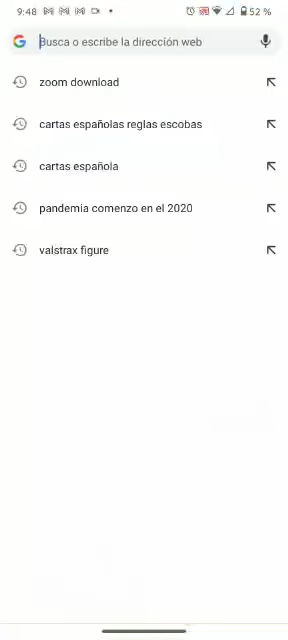 9:48 52 %
Busca o escribe la dirección web
zoom download
cartas españolas reglas escobas
cartas española
pandemia comenzo en el 2020
valstrax figure